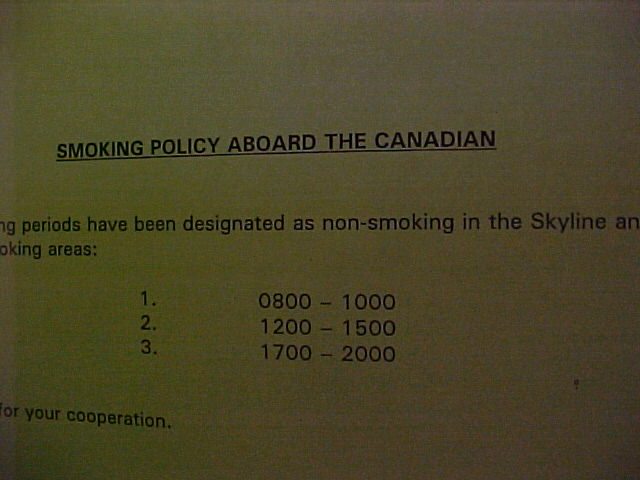 SMOKING POLICY ABOARD THE CANADIAN
ng periods have been designated as non-smoking in the Skyline an
oking areas:
1. 0800 – 1000
2. 1200 – 1500
3. 1700 – 2000
for your cooperation.